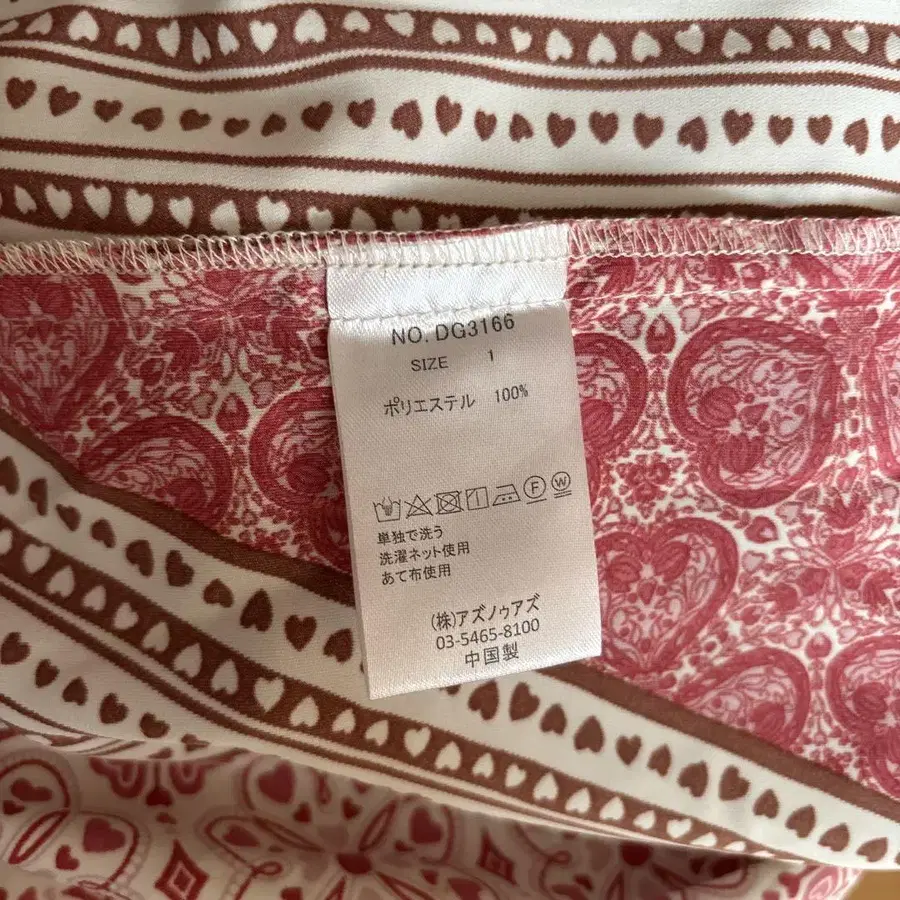 NO. DG3166
SIZE 1
ポリエステル 100%
F W
単独で洗う
洗濯ネット使用
あて布使用
(株)アズノゥアズ
03-5465-8100
中国製